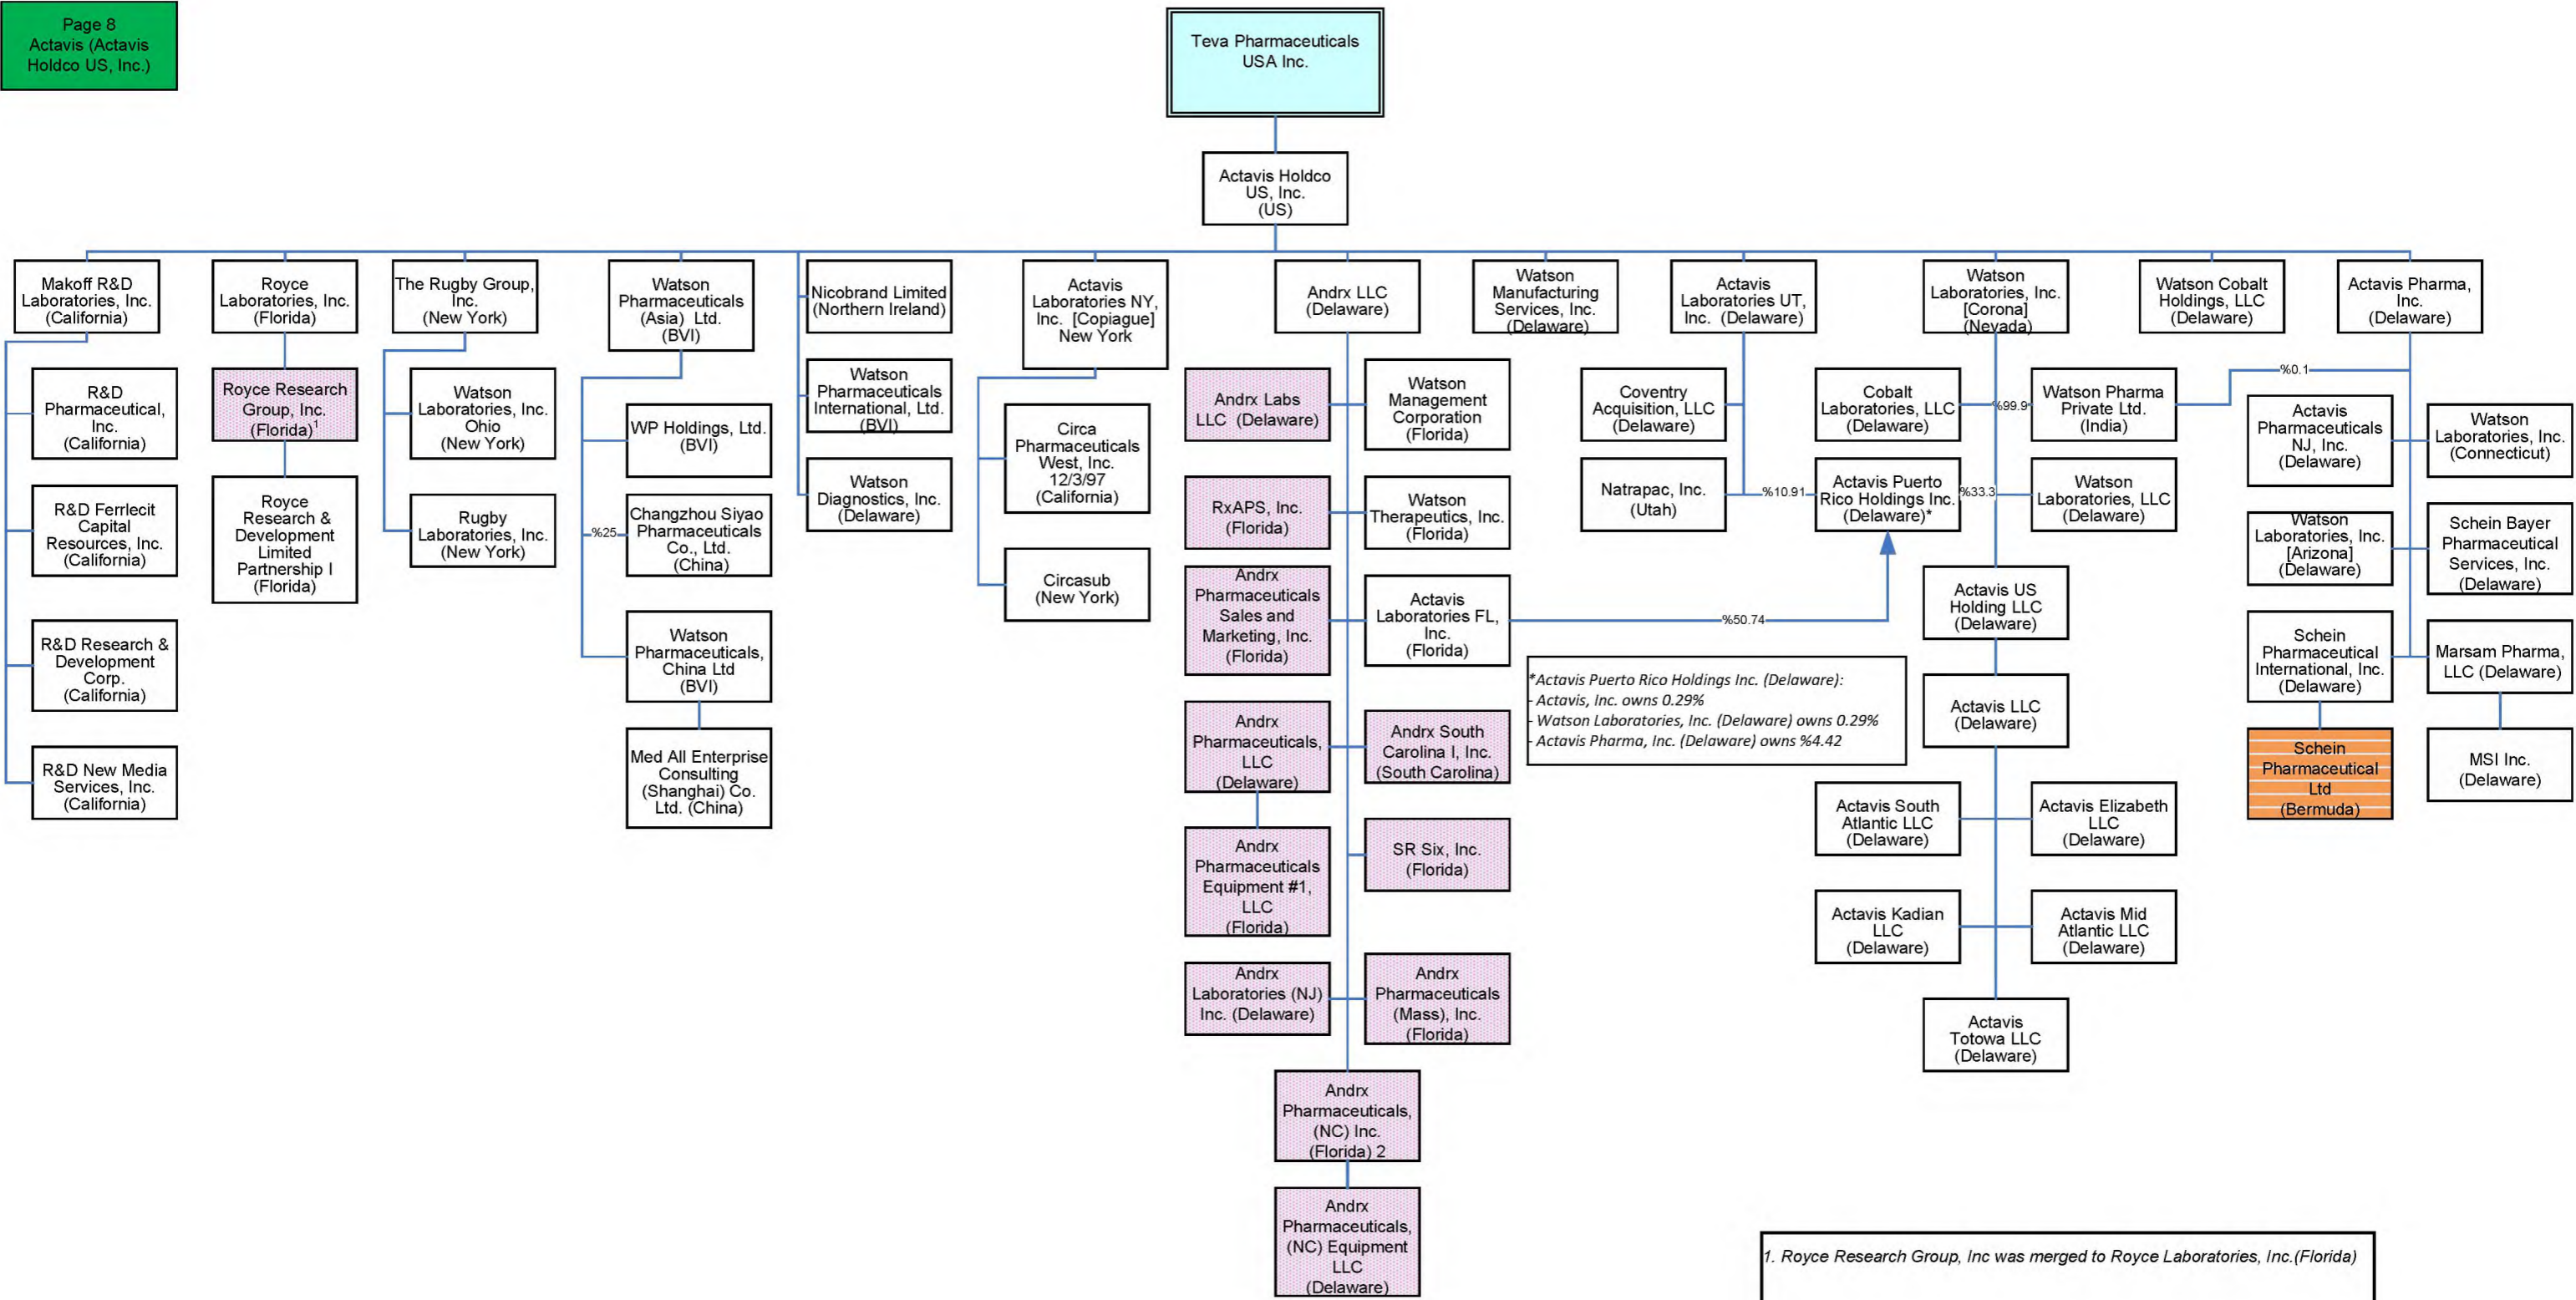 Page 8
Actavis (Actavis
Holdco US, Inc.)
Teva Pharmaceuticals
USA Inc.
Actavis Holdco
US, Inc.
(US)
Makoff R&D
Laboratories, Inc.
(California)
Royce
Laboratories, Inc.
(Florida)
The Rugby Group,
Inc.
(New York)
Watson
Pharmaceuticals
(Asia) Ltd.
(BVI)
Nicobrand Limited
(Northern Ireland)
Actavis
Laboratories NY,
Inc. [Copiague]
New York
Andrx LLC
(Delaware)
Watson
Manufacturing
Services, Inc.
(Delaware)
Actavis
Laboratories UT,
Inc. (Delaware)
Watson
Laboratories, Inc.
[Corona]
(Nevada)
Watson Cobalt
Holdings, LLC
(Delaware)
Actavis Pharma,
Inc.
(Delaware)
R&D
Pharmaceutical,
Inc.
(California)
R&D Ferrlecit
Capital
Resources, Inc.
(California)
R&D Research &
Development
Corp.
(California)
R&D New Media
Services, Inc.
(California)
Royce Research
Group, Inc.
(Florida)1
Royce
Research &
Development
Limited
Partnership I
(Florida)
Watson
Laboratories, Inc.
Ohio
(New York)
Rugby
Laboratories, Inc.
(New York)
WP Holdings, Ltd.
(BVI)
%25
Changzhou Siyao
Pharmaceuticals
Co., Ltd.
(China)
Watson
Pharmaceuticals,
China Ltd
(BVI)
Med All Enterprise
Consulting
(Shanghai) Co.
Ltd. (China)
Watson
Pharmaceuticals
International, Ltd.
(BVI)
Watson
Diagnostics, Inc.
(Delaware)
Circa
Pharmaceuticals
West, Inc.
12/3/97
(California)
Circasub
(New York)
Andrx Labs
LLC (Delaware)
Watson
Management
Corporation
(Florida)
RxAPS, Inc.
(Florida)
Watson
Therapeutics, Inc.
(Florida)
Andrx
Pharmaceuticals
Sales and
Marketing, Inc.
(Florida)
Actavis
Laboratories FL,
Inc.
(Florida)
%50.74
Andrx
Pharmaceuticals,
LLC
(Delaware)
Andrx South
Carolina I, Inc.
(South Carolina)
Andrx
Pharmaceuticals
Equipment #1,
LLC
(Florida)
SR Six, Inc.
(Florida)
Andrx
Laboratories (NJ)
Inc. (Delaware)
Andrx
Pharmaceuticals
(Mass), Inc.
(Florida)
Andrx
Pharmaceuticals,
(NC) Inc.
(Florida) 2
Andrx
Pharmaceuticals,
(NC) Equipment
LLC
(Delaware)
Coventry
Acquisition, LLC
(Delaware)
Natrapac, Inc.
(Utah)
%10.91
Cobalt
Laboratories, LLC
(Delaware)
%99.9
Watson Pharma
Private Ltd.
(India)
%0.1
Actavis Puerto
Rico Holdings Inc.
(Delaware)*
%33.3
Watson
Laboratories, LLC
(Delaware)
*Actavis Puerto Rico Holdings Inc. (Delaware):
- Actavis, Inc. owns 0.29%
- Watson Laboratories, Inc. (Delaware) owns 0.29%
- Actavis Pharma, Inc. (Delaware) owns %4.42
Actavis US
Holding LLC
(Delaware)
Actavis LLC
(Delaware)
Actavis South
Atlantic LLC
(Delaware)
Actavis Elizabeth
LLC
(Delaware)
Actavis Kadian
LLC
(Delaware)
Actavis Mid
Atlantic LLC
(Delaware)
Actavis
Totowa LLC
(Delaware)
Actavis
Pharmaceuticals
NJ, Inc.
(Delaware)
Watson
Laboratories, Inc.
(Connecticut)
Watson
Laboratories, Inc.
[Arizona]
(Delaware)
Schein Bayer
Pharmaceutical
Services, Inc.
(Delaware)
Schein
Pharmaceutical
International, Inc.
(Delaware)
Marsam Pharma,
LLC (Delaware)
Schein
Pharmaceutical
Ltd
(Bermuda)
MSI Inc.
(Delaware)
1. Royce Research Group, Inc was merged to Royce Laboratories, Inc.(Florida)